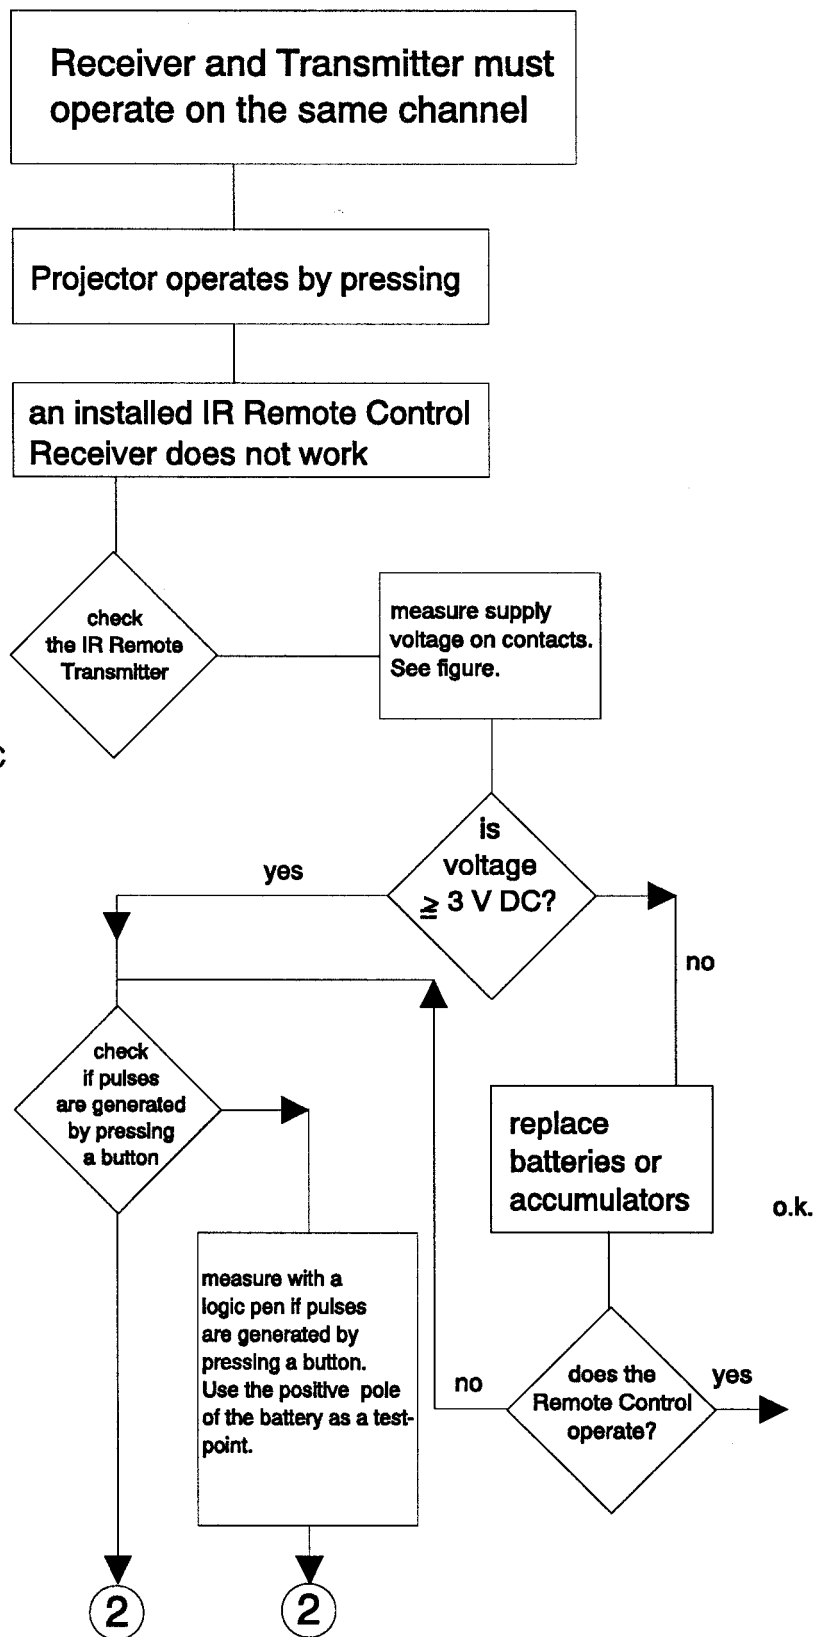 Receiver and Transmitter must
operate on the same channel
Projector operates by pressing
an installed IR Remote Control
Receiver does not work
check
the IR Remote
Transmitter
measure supply
voltage on contacts.
See figure.
is
voltage
≥ 3 V DC?
yes
no
check
if pulses
are generated
by pressing
a button
replace
batteries or
accumulators
o.k.
measure with a
logic pen if pulses
are generated by
pressing a button.
Use the positive pole
of the battery as a test-
point.
no
does the
Remote Control
operate?
yes
2
2